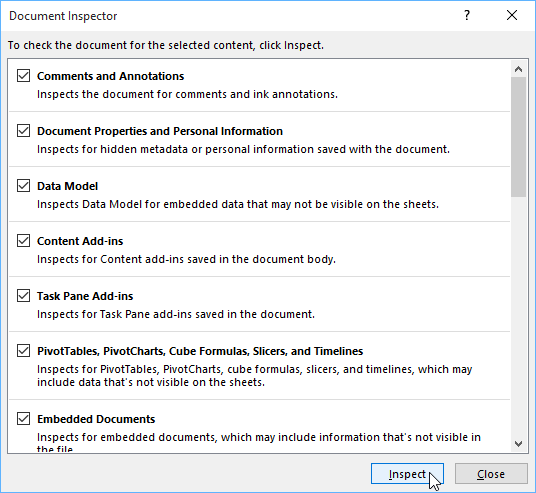 Document Inspector
?
To check the document for the selected content, click Inspect.
Comments and Annotations
Inspects the document for comments and ink annotations.
Document Properties and Personal Information
Inspects for hidden metadata or personal information saved with the document.
Data Model
Inspects Data Model for embedded data that may not be visible on the sheets.
Content Add-ins
Inspects for Content add-ins saved in the document body.
Task Pane Add-ins
Inspects for Task Pane add-ins saved in the document.
PivotTables, PivotCharts, Cube Formulas, Slicers, and Timelines
Inspects for PivotTables, PivotCharts, cube formulas, slicers, and timelines, which may
include data that's not visible on the sheets.
Embedded Documents
Inspects for embedded documents, which may include information that's not visible in
the file.
Inspect
Close